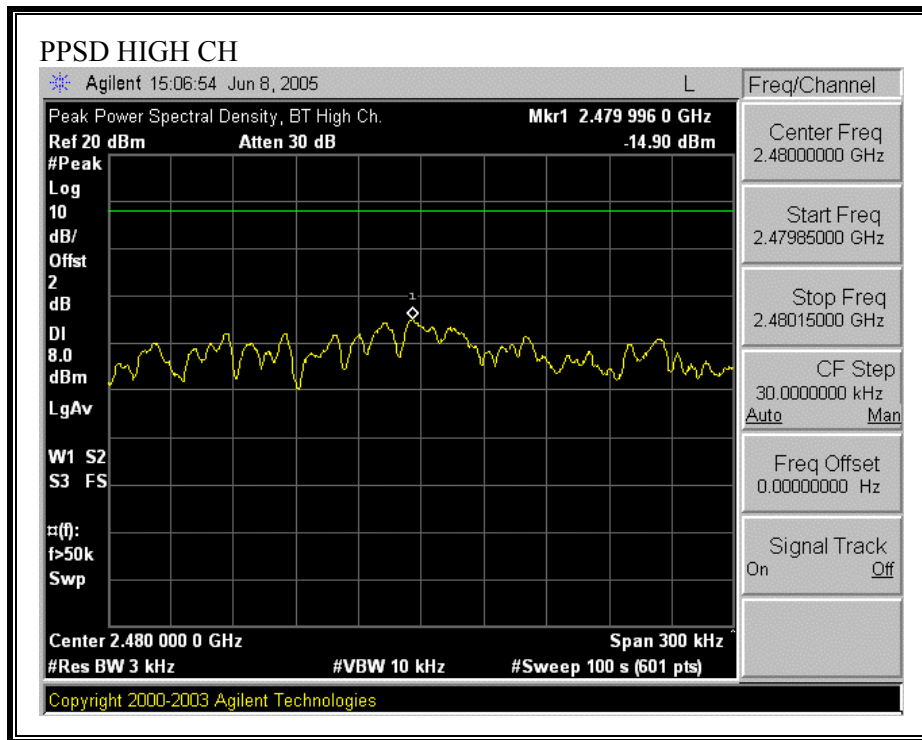 PPSD HIGH CH
Agilent 15:06:54 Jun 8, 2005 L
Freq/Channel
Peak Power Spectral Density, BT High Ch. Mkr1 2.479 996 0 GHz
Ref 20 dBm Atten 30 dB -14.90 dBm
#Peak
Log
10
dB/
Offst
2
dB
DI
8.0
dBm
LgAv
W1 S2
S3 FS
¤(f):
f>50k
Swp
1
Center 2.480 000 0 GHz Span 300 kHz ^
#Res BW 3 kHz #VBW 10 kHz #Sweep 100 s (601 pts)
Copyright 2000-2003 Agilent Technologies
Center Freq
2.48000000 GHz
Start Freq
2.47985000 GHz
Stop Freq
2.48015000 GHz
CF Step
30.0000000 kHz
Auto Man
Freq Offset
0.00000000 Hz
Signal Track
On Off